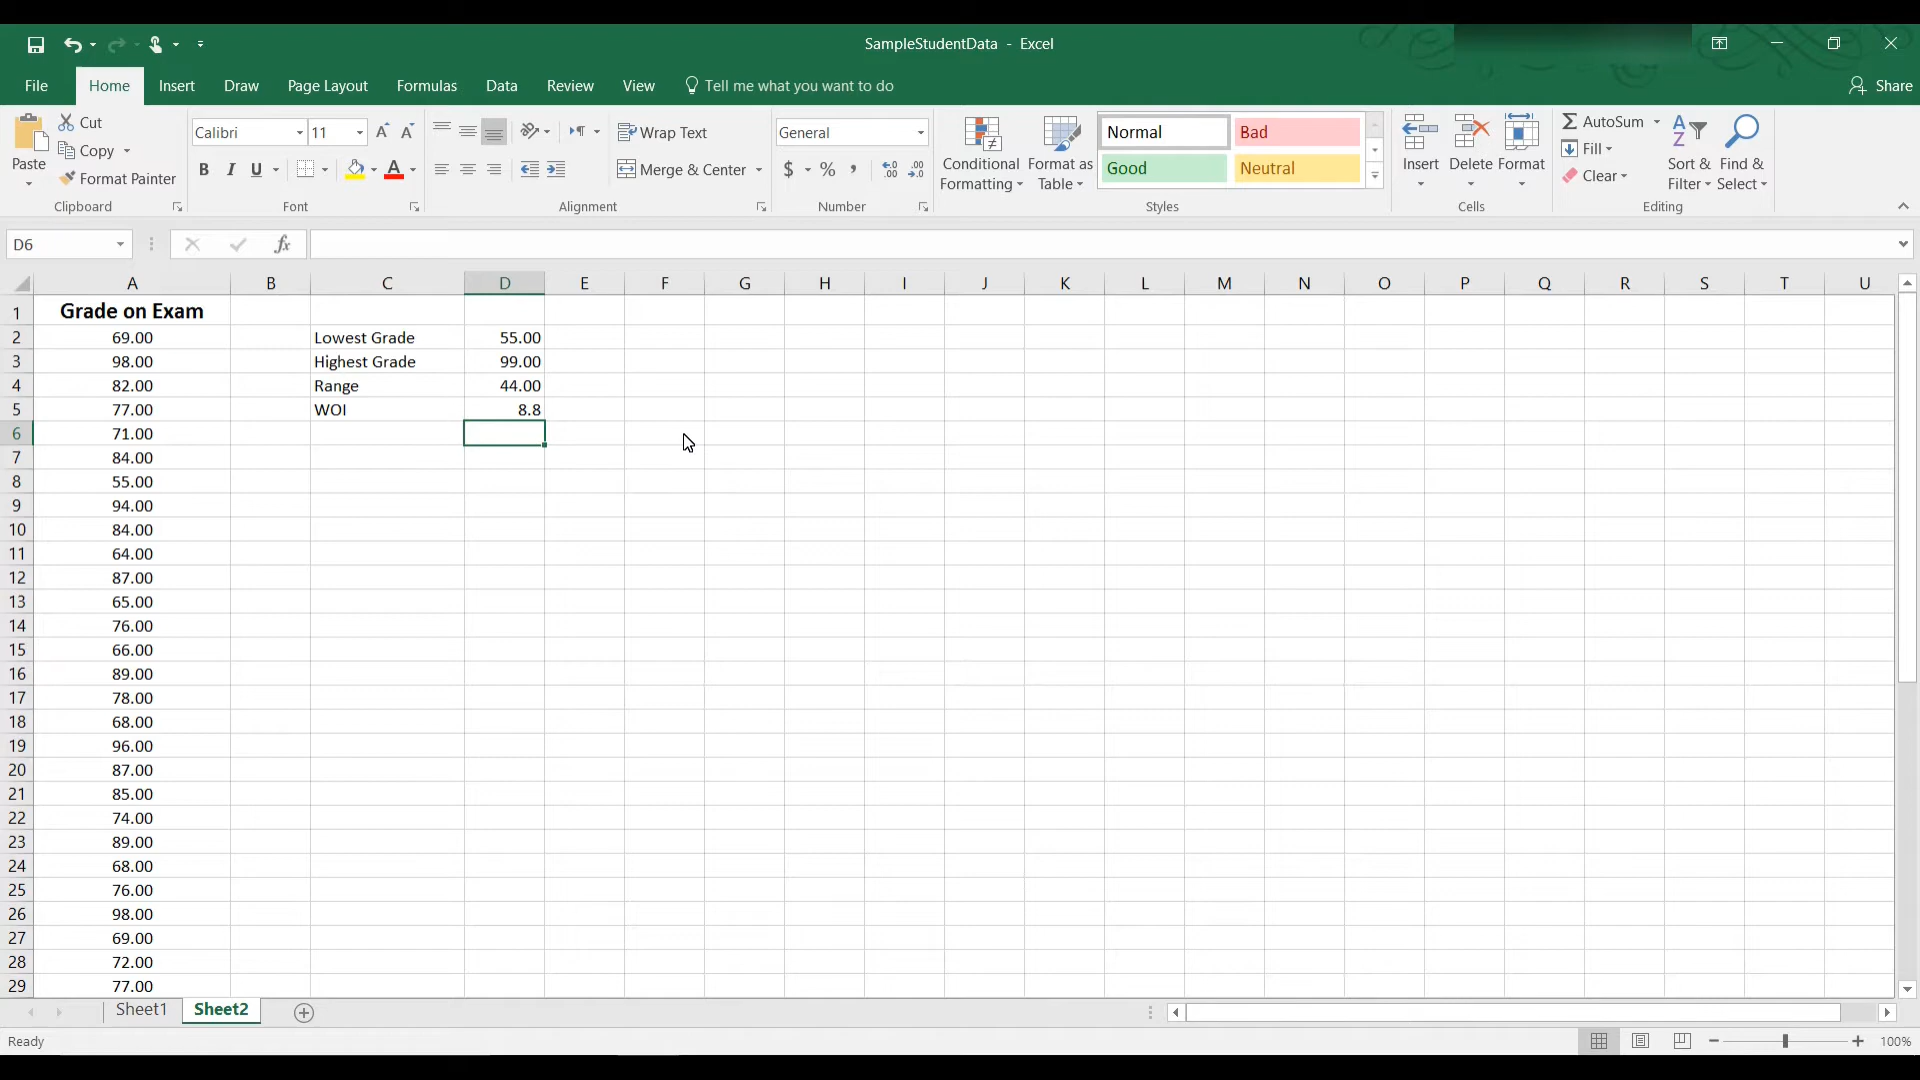 SampleStudentData - Excel
File Home Insert Draw Page Layout Formulas Data Review View Tell me what you want to do Share
Paste Cut Copy Format Painter Clipboard
Calibri 11 B I U A Font
Wrap Text Merge & Center Alignment
General $ % , Number
Conditional Formatting Format as Table Normal Bad Good Neutral Styles
Insert Delete Format Cells
AutoSum Fill Clear Sort & Filter Find & Select Editing
D6 fx
A B C D E F G H I J K L M N O P Q R S T U
1 Grade on Exam
2 69.00 Lowest Grade 55.00
3 98.00 Highest Grade 99.00
4 82.00 Range 44.00
5 77.00 WOI 8.8
6 71.00
7 84.00
8 55.00
9 94.00
10 84.00
11 64.00
12 87.00
13 65.00
14 76.00
15 66.00
16 89.00
17 78.00
18 68.00
19 96.00
20 87.00
21 85.00
22 74.00
23 89.00
24 68.00
25 76.00
26 98.00
27 69.00
28 72.00
29 77.00
Sheet1 Sheet2
Ready 100%